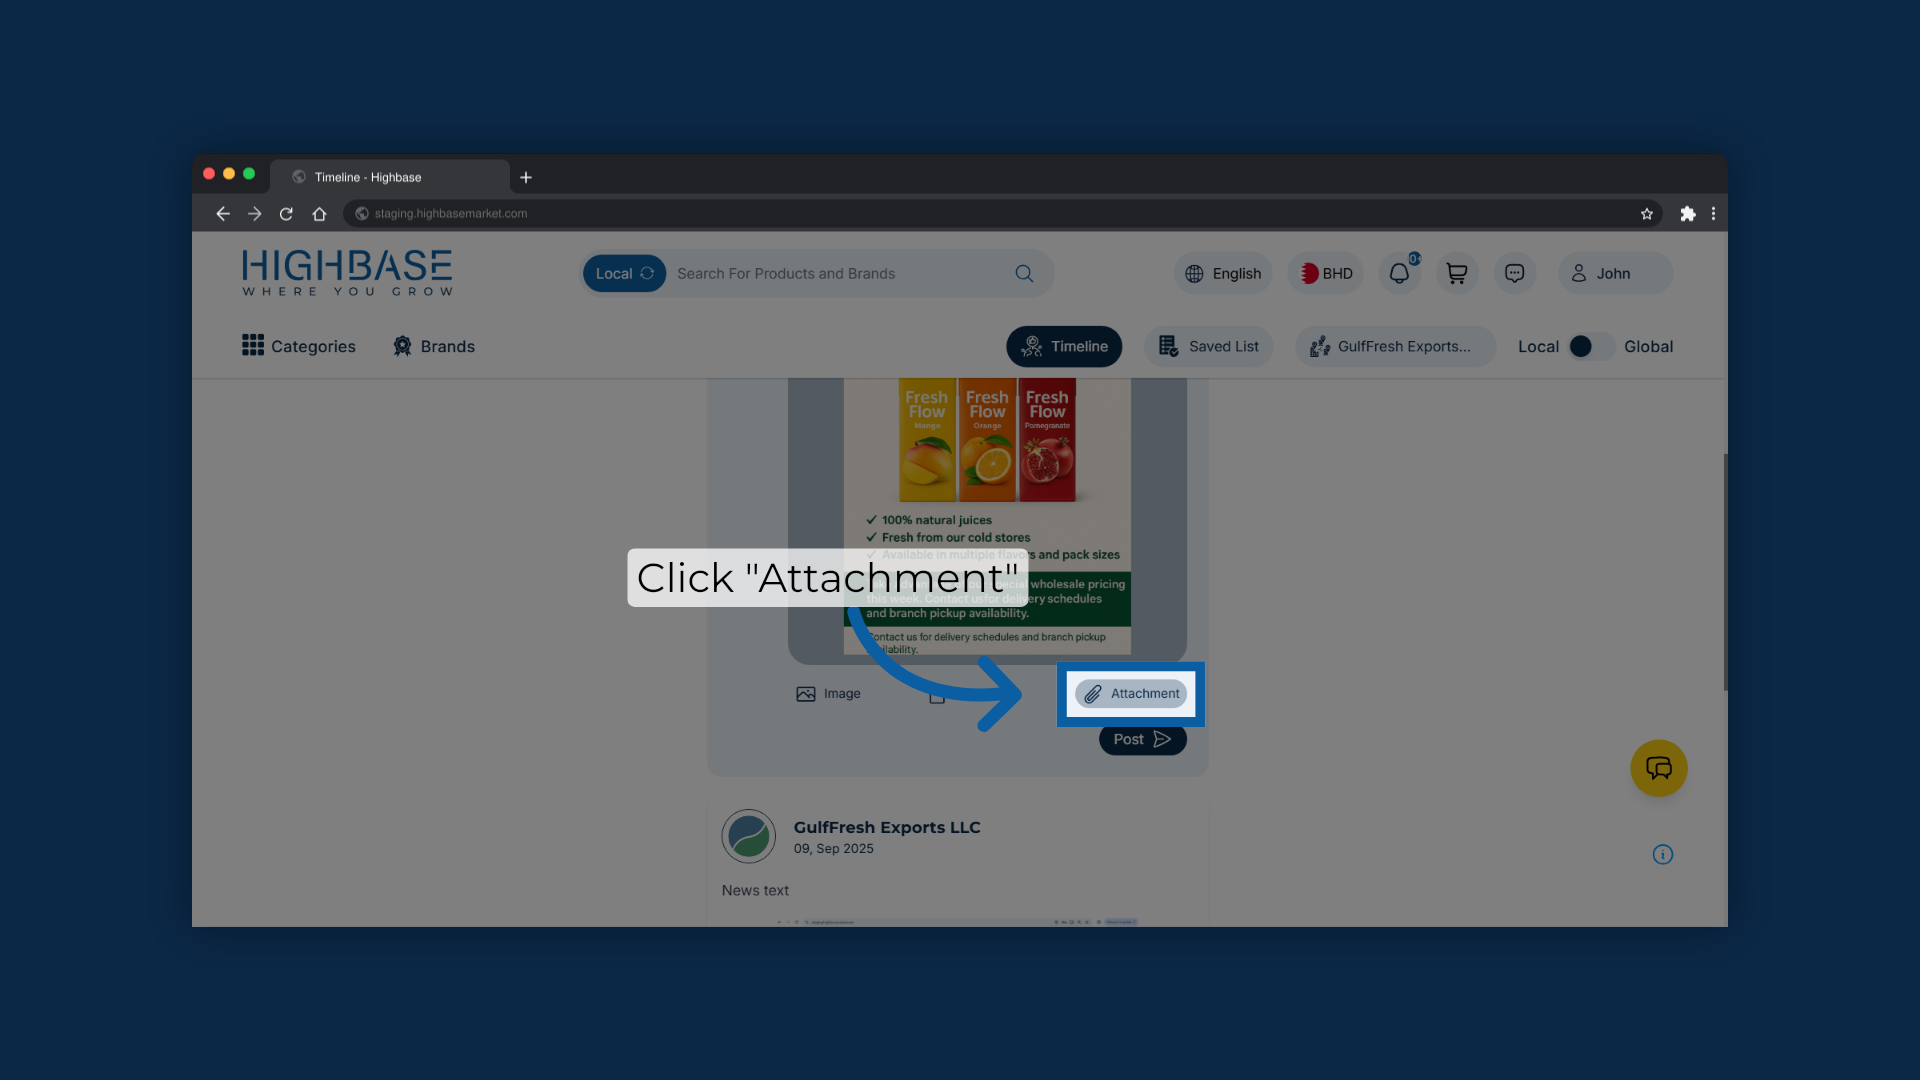 Timeline - Highbase
staging.highbasemarket.com
HIGHBASE
WHERE YOU GROW
Local
Search For Products and Brands
English
BHD
John
Categories
Brands
Timeline
Saved List
GulfFresh Exports...
Local
Global
Fresh Flow Mango
Fresh Flow Orange
Fresh Flow Pomegranate
100% natural juices
Fresh from our cold stores
Available in multiple flavors and pack sizes
Click "Attachment"
special wholesale pricing
this week. Contact us for delivery schedules
and branch pickup availability.
Contact us for delivery schedules and branch pickup
Image
Attachment
Post
GulfFresh Exports LLC
09, Sep 2025
News text